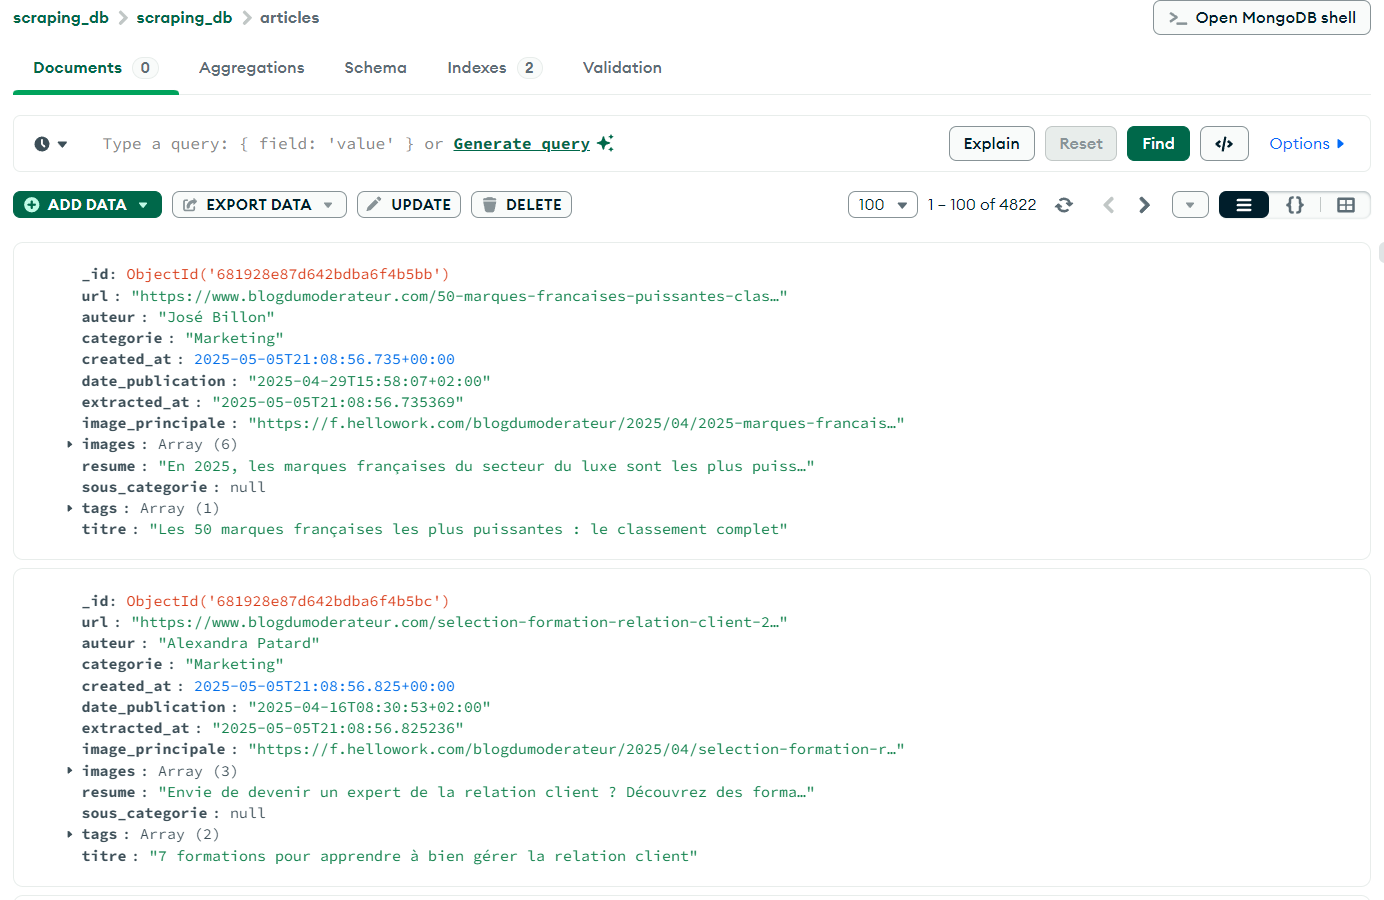 scraping_db > scraping_db > articles
>_ Open MongoDB shell
Documents 0 Aggregations Schema Indexes 2 Validation
Type a query: { field: 'value' } or Generate query
Explain Reset Find </> Options
ADD DATA EXPORT DATA UPDATE DELETE 100 1 – 100 of 4822 {}
_id: ObjectId('681928e87d642bdba6f4b5bb')
url : "https://www.blogdumoderateur.com/50-marques-francaises-puissantes-clas…"
auteur : "José Billon"
categorie : "Marketing"
created_at : 2025-05-05T21:08:56.735+00:00
date_publication : "2025-04-29T15:58:07+02:00"
extracted_at : "2025-05-05T21:08:56.735369"
image_principale : "https://f.hellowork.com/blogdumoderateur/2025/04/2025-marques-francais…"
images : Array (6)
resume : "En 2025, les marques françaises du secteur du luxe sont les plus puiss…"
sous_categorie : null
tags : Array (1)
titre : "Les 50 marques françaises les plus puissantes : le classement complet"
_id: ObjectId('681928e87d642bdba6f4b5bc')
url : "https://www.blogdumoderateur.com/selection-formation-relation-client-2…"
auteur : "Alexandra Patard"
categorie : "Marketing"
created_at : 2025-05-05T21:08:56.825+00:00
date_publication : "2025-04-16T08:30:53+02:00"
extracted_at : "2025-05-05T21:08:56.825236"
image_principale : "https://f.hellowork.com/blogdumoderateur/2025/04/selection-formation-r…"
images : Array (3)
resume : "Envie de devenir un expert de la relation client ? Découvrez des forma…"
sous_categorie : null
tags : Array (2)
titre : "7 formations pour apprendre à bien gérer la relation client"